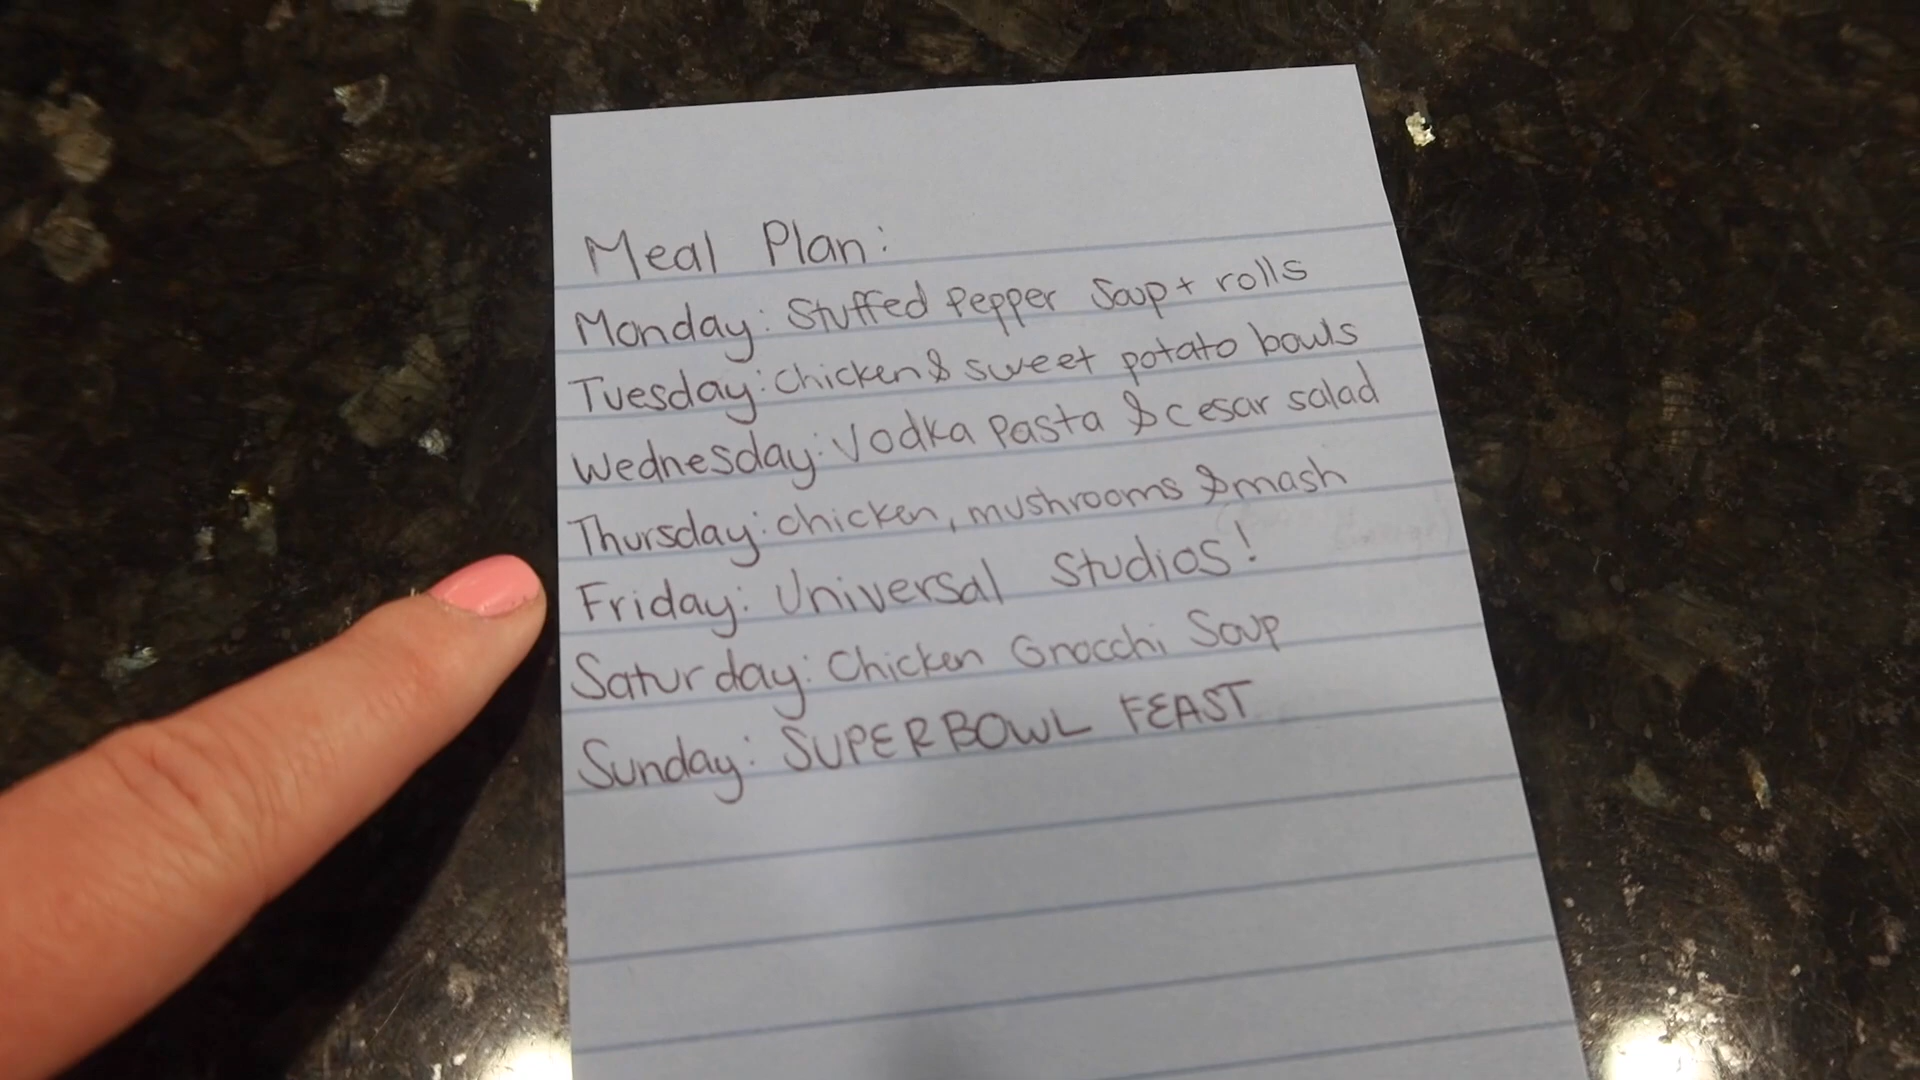 Meal Plan:
Monday: Stuffed Pepper Soup + rolls
Tuesday: chicken & sweet potato bowls
Wednesday: Vodka Pasta & cesar salad
Thursday: chicken, mushrooms & mash
Friday: Universal Studios!
Saturday: Chicken Gnocchi Soup
Sunday: SUPERBOWL FEAST